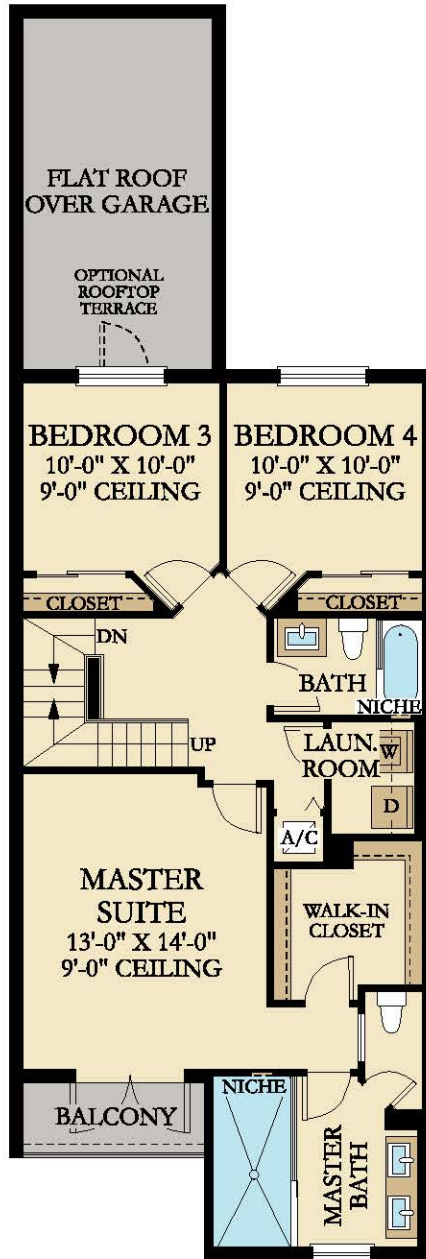 FLAT ROOF
OVER GARAGE
OPTIONAL
ROOFTOP
TERRACE
BEDROOM 3
10'-0" X 10'-0"
9'-0" CEILING
BEDROOM 4
10'-0" X 10'-0"
9'-0" CEILING
CLOSET
CLOSET
DN
BATH
NICHE
UP
LAUN.
ROOM
W
D
A/C
MASTER
SUITE
13'-0" X 14'-0"
9'-0" CEILING
WALK-IN
CLOSET
NICHE
BALCONY
MASTER
BATH